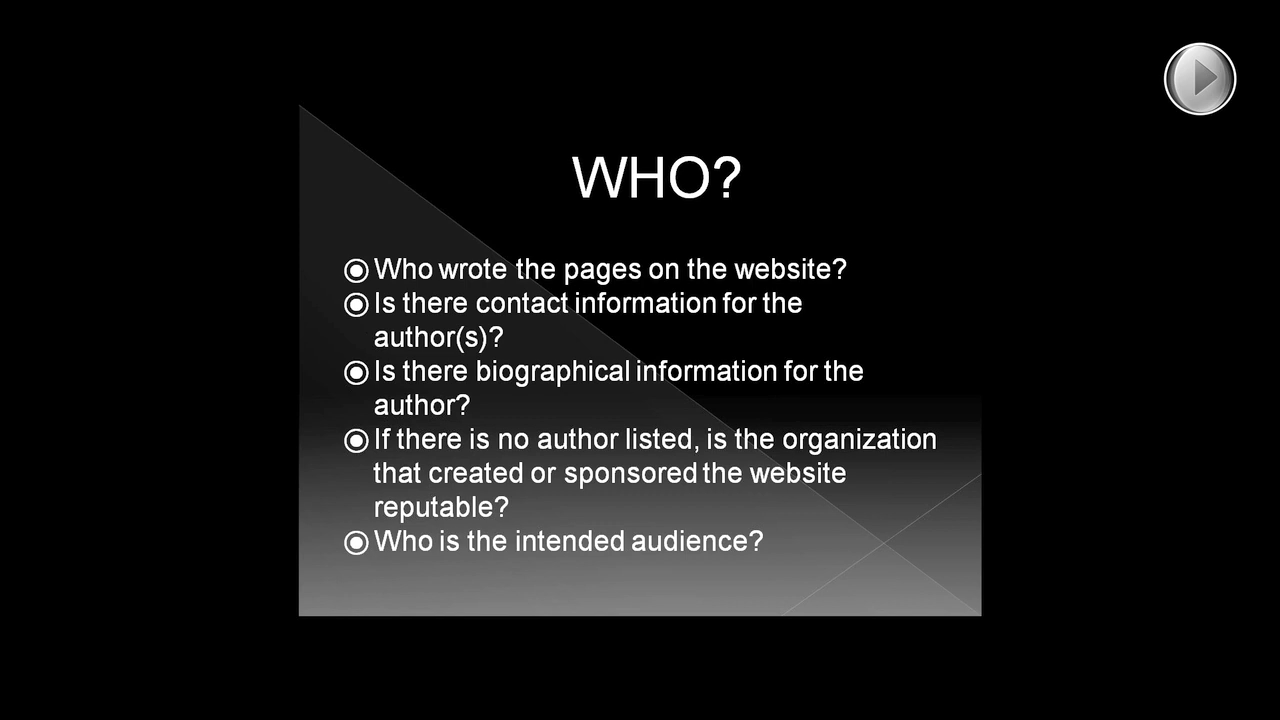 WHO?
Who wrote the pages on the website?
Is there contact information for the
author(s)?
Is there biographical information for the
author?
If there is no author listed, is the organization
that created or sponsored the website
reputable?
Who is the intended audience?